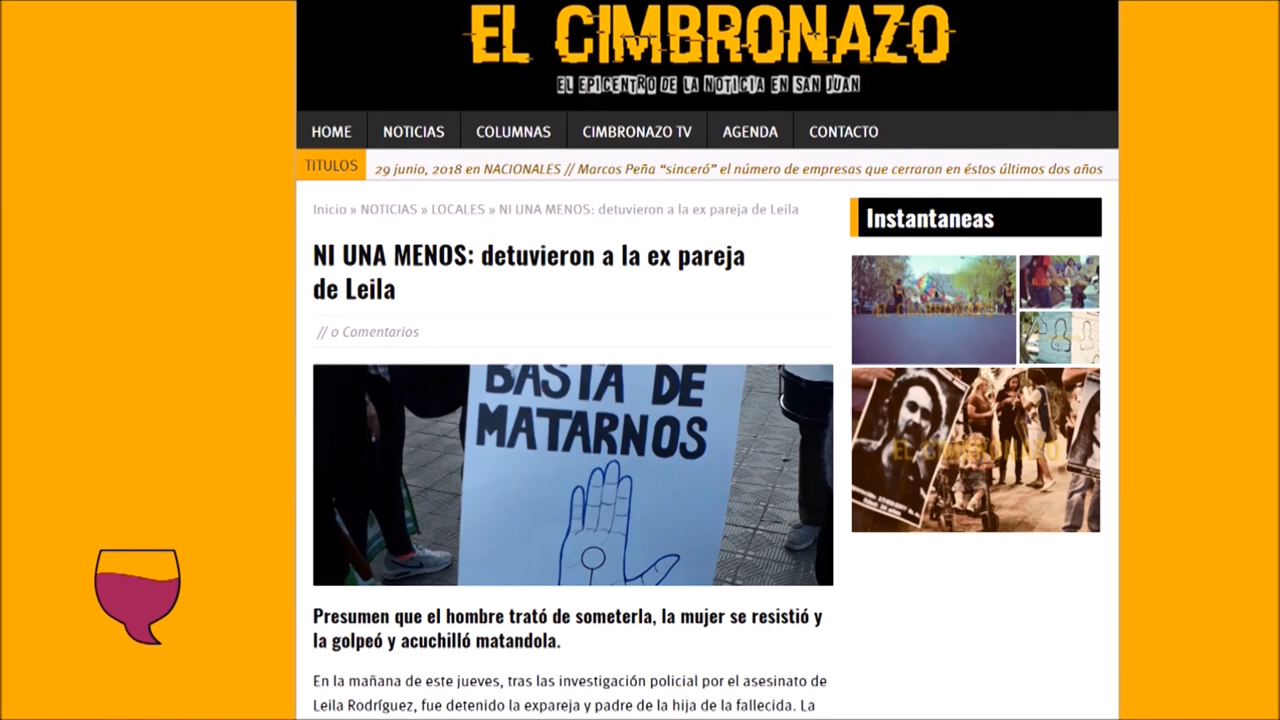 EL CIMBRONAZO
EL EPICENTRO DE LA NOTICIA EN SAN JUAN
HOME NOTICIAS COLUMNAS CIMBRONAZO TV AGENDA CONTACTO
TITULOS 29 junio, 2018 en NACIONALES // Marcos Peña “sinceró” el número de empresas que cerraron en éstos últimos dos años
Inicio » NOTICIAS » LOCALES » NI UNA MENOS: detuvieron a la ex pareja de Leila
Instantaneas
NI UNA MENOS: detuvieron a la ex pareja
de Leila
// 0 Comentarios
BASTA DE
MATARNOS
EL CIMBRONAZO
EL CIMBRONAZO
Presumen que el hombre trató de someterla, la mujer se resistió y
la golpeó y acuchilló matandola.
En la mañana de este jueves, tras las investigación policial por el asesinato de
Leila Rodríguez, fue detenido la expareja y padre de la hija de la fallecida. La